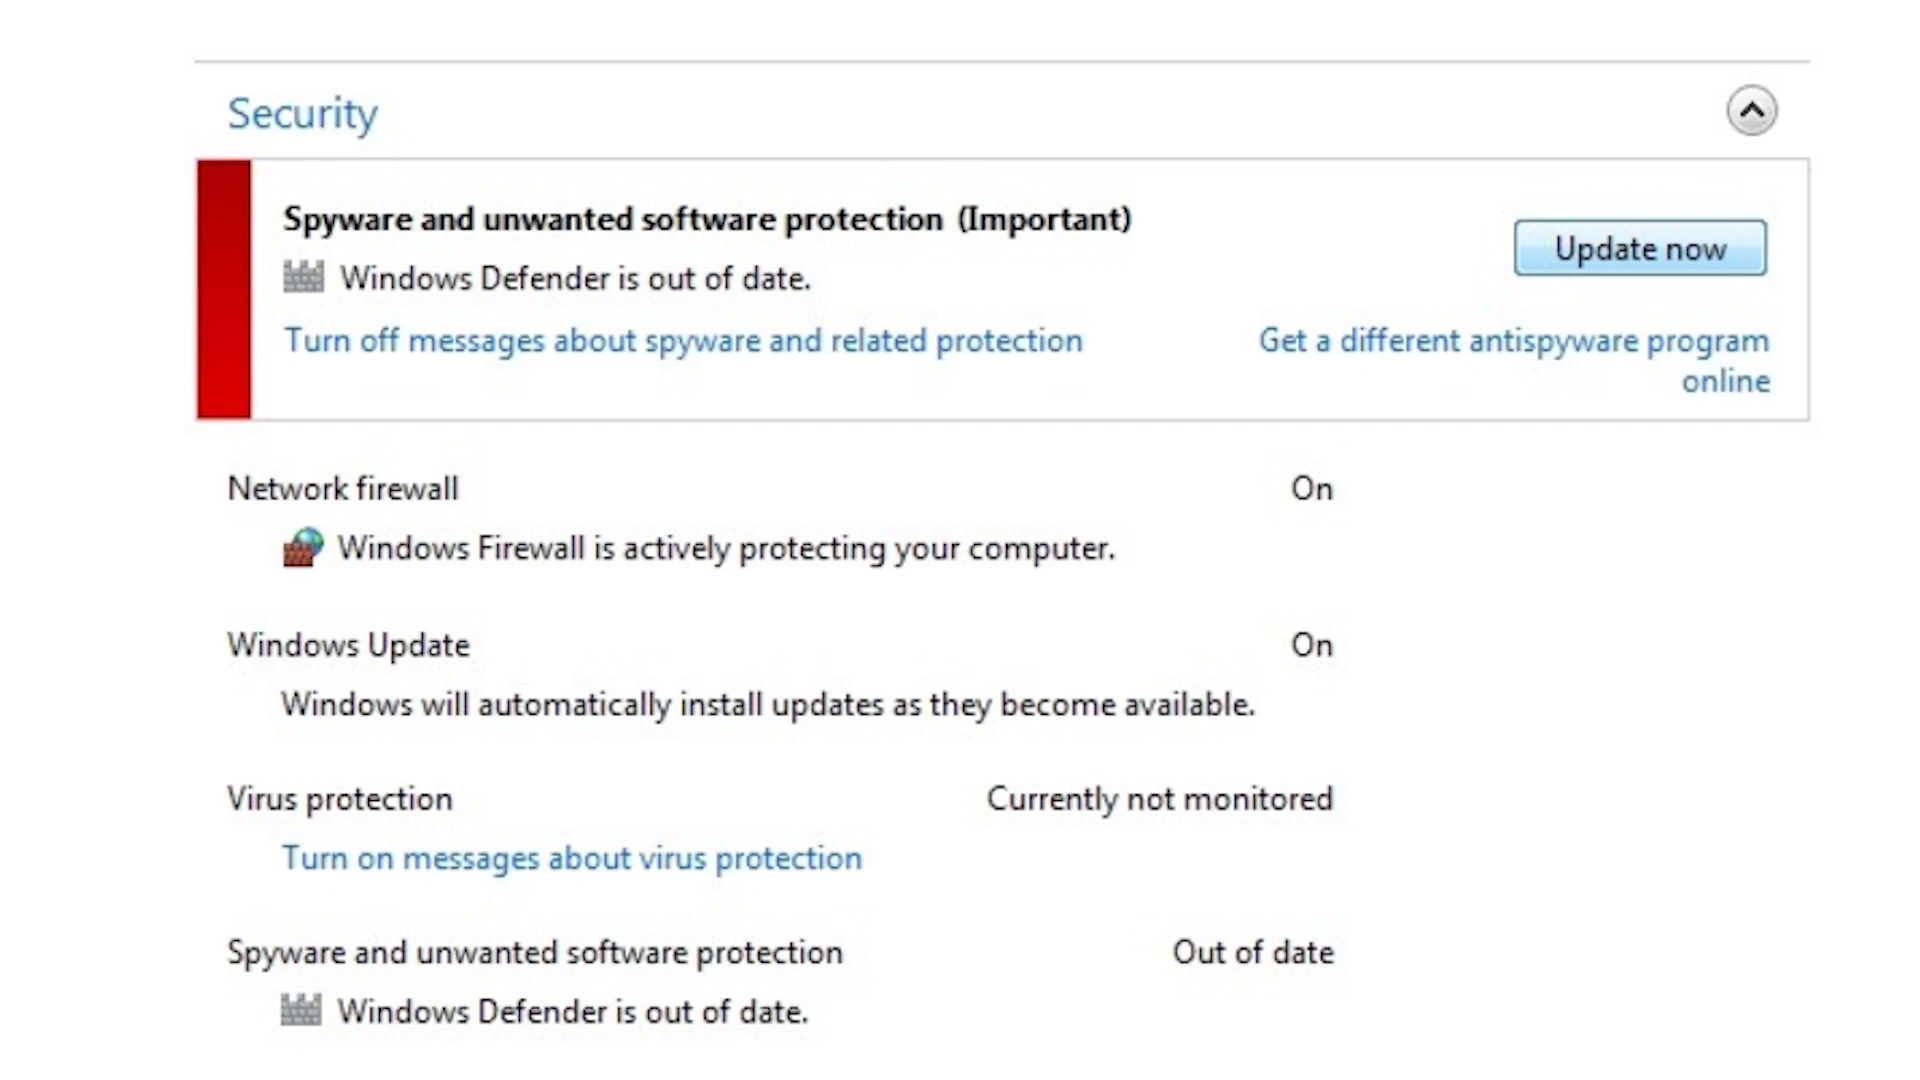 Security
Spyware and unwanted software protection (Important)
Update now
Windows Defender is out of date.
Turn off messages about spyware and related protection
Get a different antispyware program
online
Network firewall On
Windows Firewall is actively protecting your computer.
Windows Update On
Windows will automatically install updates as they become available.
Virus protection Currently not monitored
Turn on messages about virus protection
Spyware and unwanted software protection Out of date
Windows Defender is out of date.